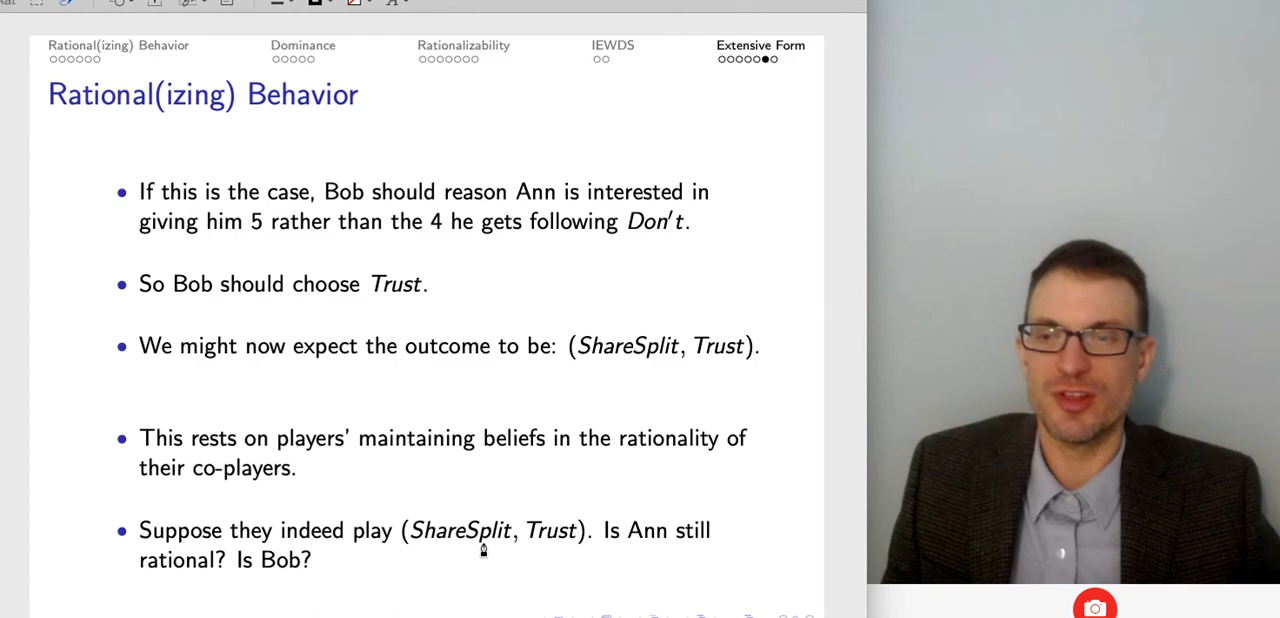 Rational(izing) Behavior Dominance Rationalizability IEWDS Extensive Form
Rational(izing) Behavior
• If this is the case, Bob should reason Ann is interested in
giving him 5 rather than the 4 he gets following Don't.
• So Bob should choose Trust.
• We might now expect the outcome to be: (ShareSplit, Trust).
• This rests on players' maintaining beliefs in the rationality of
their co-players.
• Suppose they indeed play (ShareSplit, Trust). Is Ann still
rational? Is Bob?